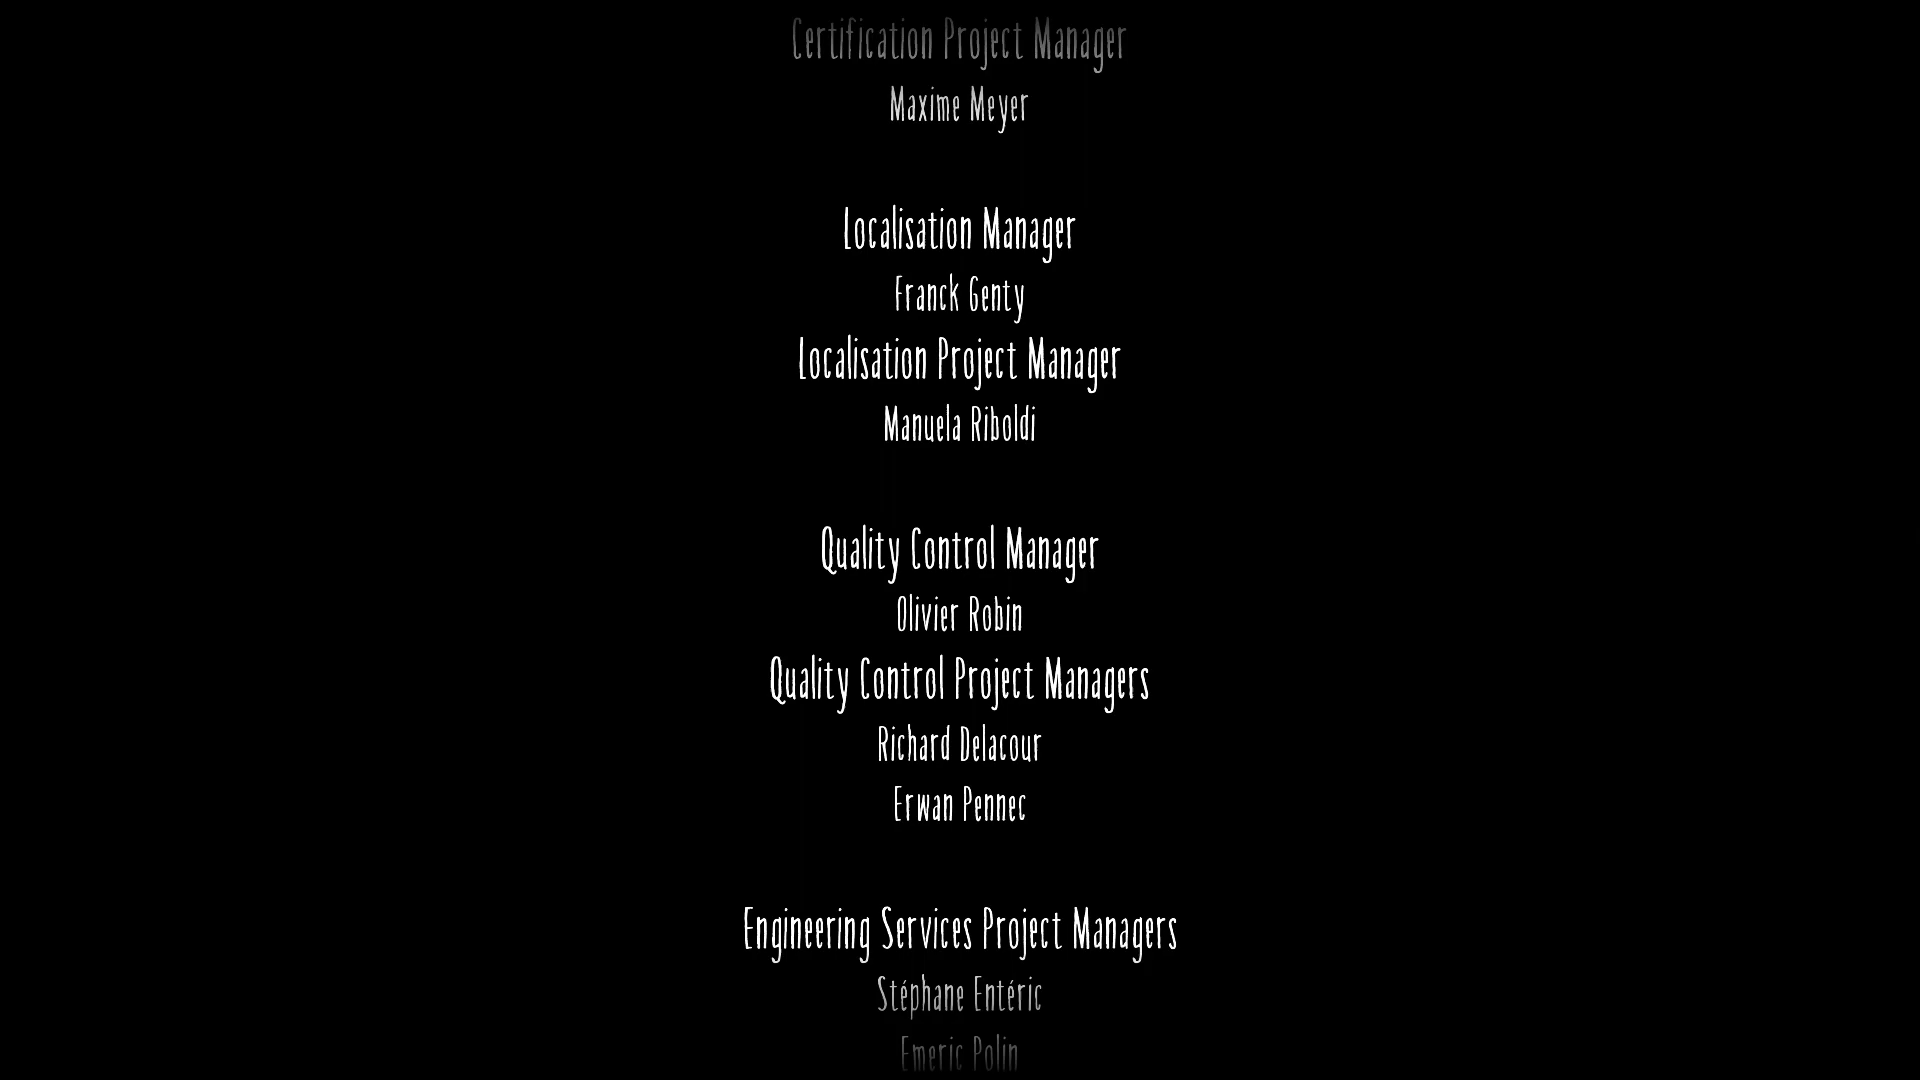 Certification Project Manager
Maxime Meyer
Localisation Manager
Franck Genty
Localisation Project Manager
Manuela Riboldi
Quality Control Manager
Olivier Robin
Quality Control Project Managers
Richard Delacour
Erwan Pennec
Engineering Services Project Managers
Stéphane Entéric
Emeric Polin